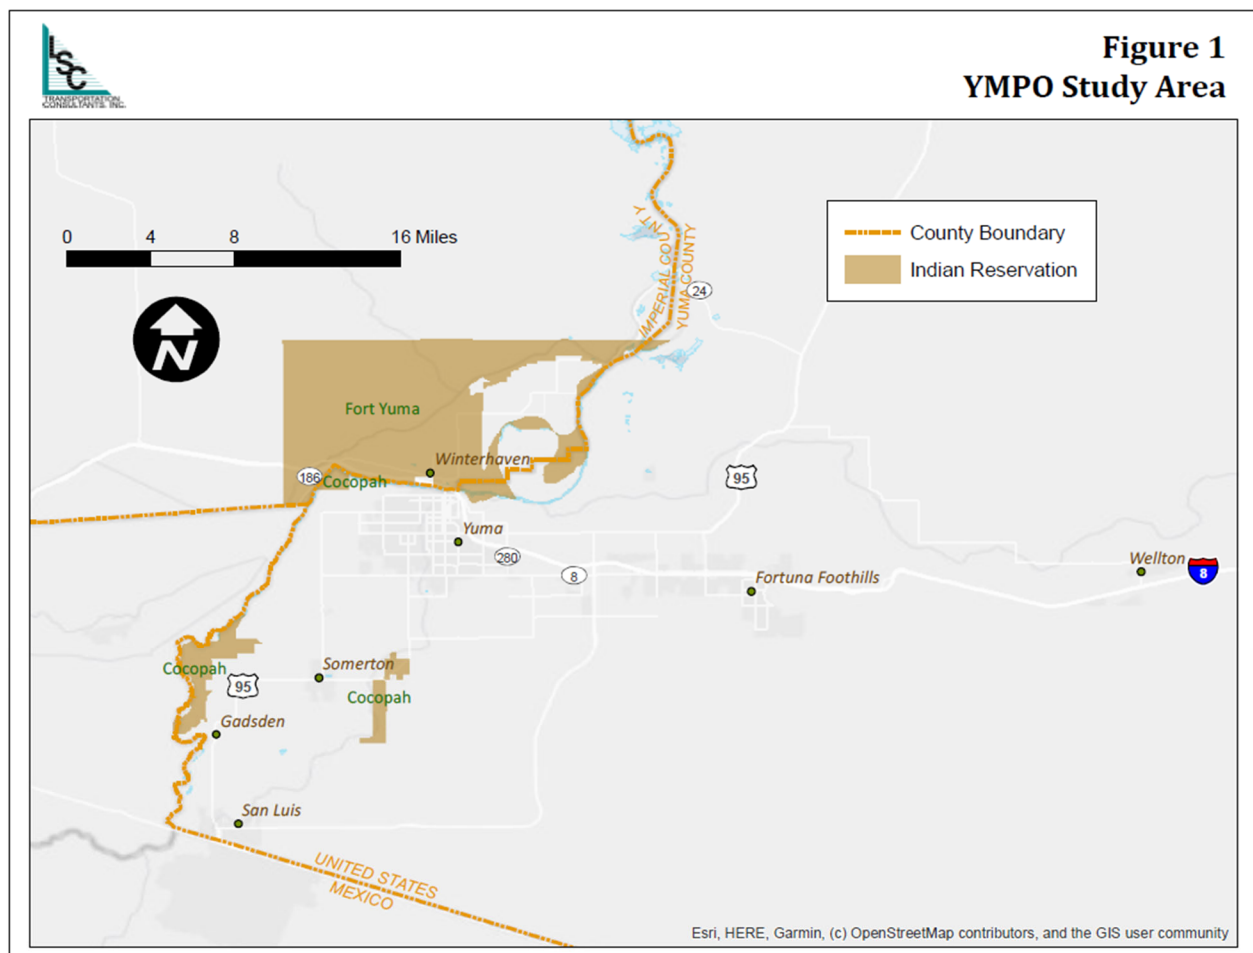 LSC
TRANSPORTATION
CONSULTANTS, INC.
Figure 1
YMPO Study Area
0 4 8 16 Miles
N
County Boundary
Indian Reservation
IMPERIAL COUNTY
YUMA COUNTY
24
Fort Yuma
Winterhaven
186
Cocopah
95
Yuma
280
8
Fortuna Foothills
Wellton
8
Cocopah
95
Somerton
Cocopah
Gadsden
San Luis
UNITED STATES
MEXICO
Esri, HERE, Garmin, (c) OpenStreetMap contributors, and the GIS user community